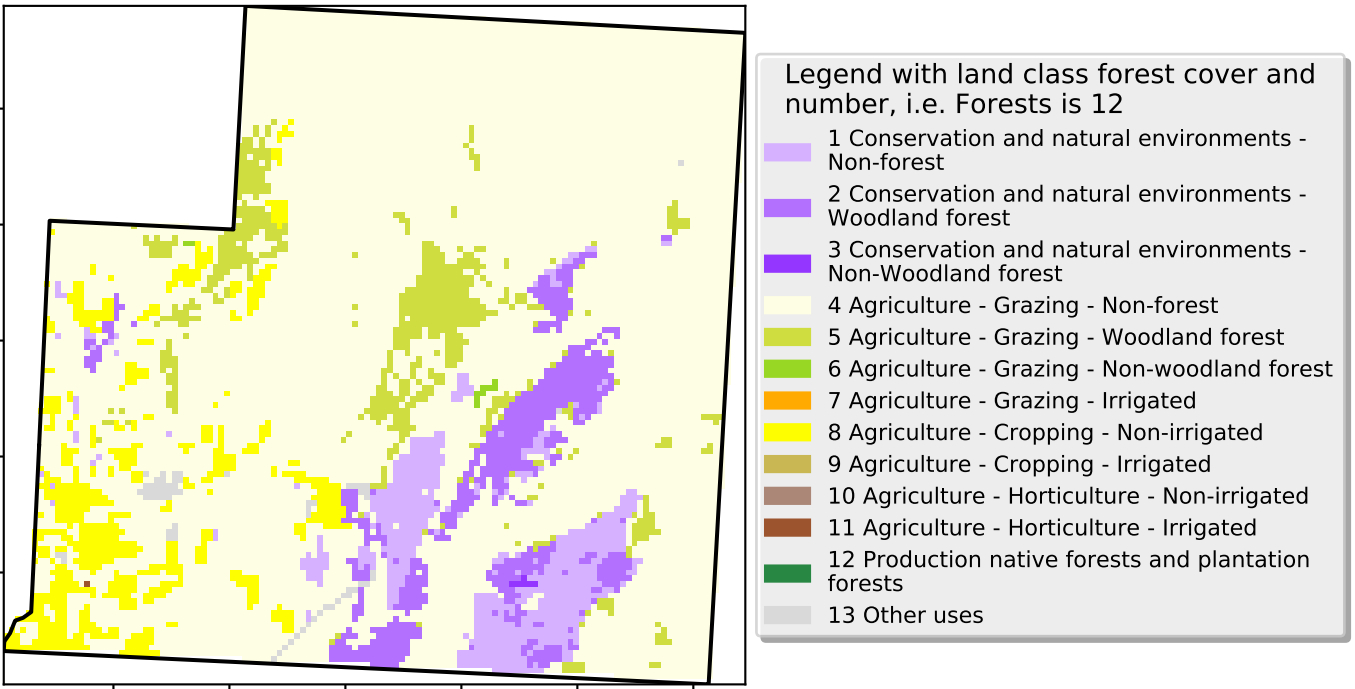 Legend with land class forest cover and
number, i.e. Forests is 12
1 Conservation and natural environments -
Non-forest
2 Conservation and natural environments -
Woodland forest
3 Conservation and natural environments -
Non-Woodland forest
4 Agriculture - Grazing - Non-forest
5 Agriculture - Grazing - Woodland forest
6 Agriculture - Grazing - Non-woodland forest
7 Agriculture - Grazing - Irrigated
8 Agriculture - Cropping - Non-irrigated
9 Agriculture - Cropping - Irrigated
10 Agriculture - Horticulture - Non-irrigated
11 Agriculture - Horticulture - Irrigated
12 Production native forests and plantation
forests
13 Other uses